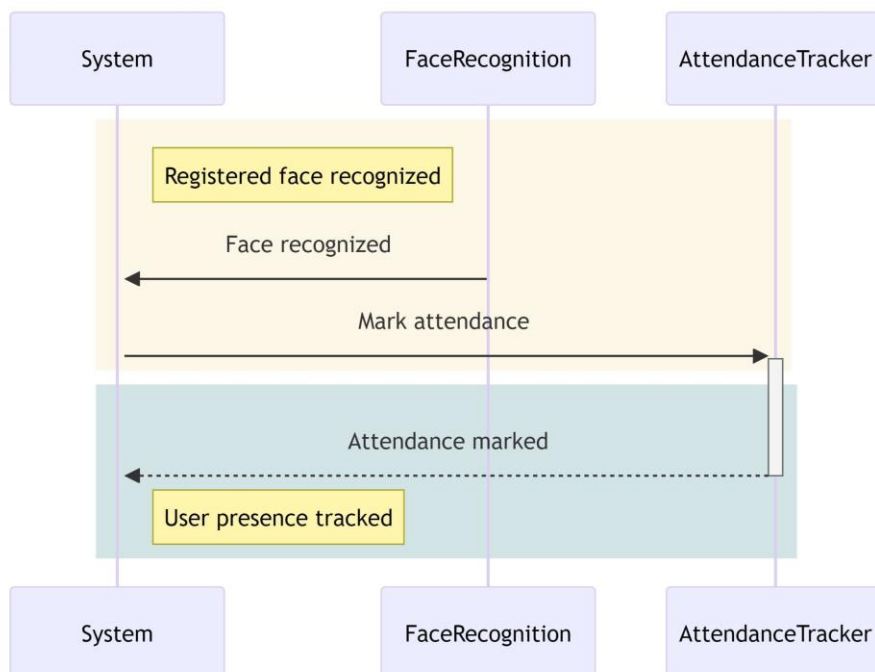 System
FaceRecognition
AttendanceTracker
Registered face recognized
Face recognized
Mark attendance
Attendance marked
User presence tracked
System
FaceRecognition
AttendanceTracker